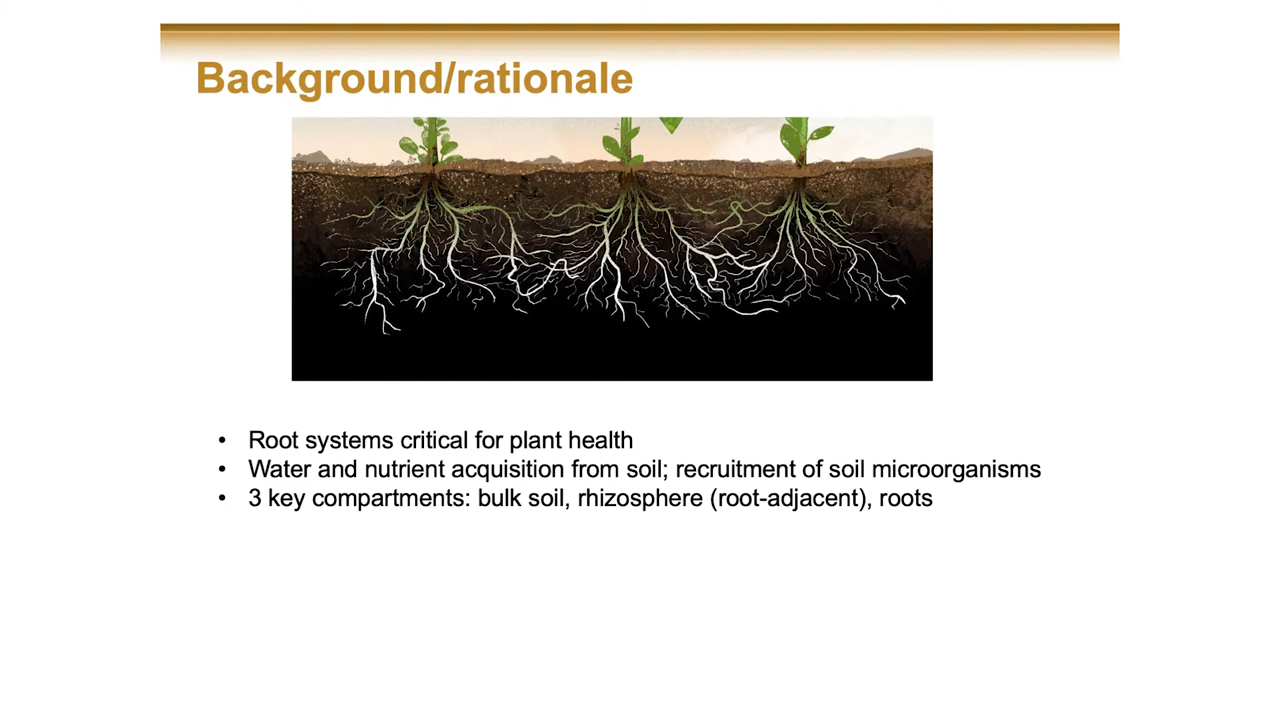 Background/rationale
• Root systems critical for plant health
• Water and nutrient acquisition from soil; recruitment of soil microorganisms
• 3 key compartments: bulk soil, rhizosphere (root-adjacent), roots